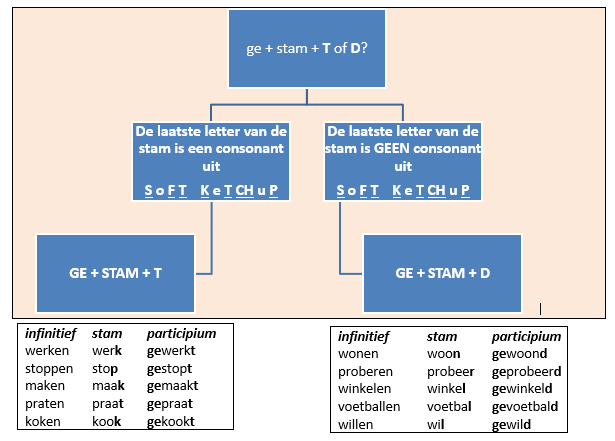 ge + stam + T of D?
De laatste letter van de
stam is een consonant
uit
S o F T K e T CH u P
De laatste letter van de
stam is GEEN consonant
uit
S o F T K e T CH u P
GE + STAM + T
GE + STAM + D
infinitief stam participium
werken werk gewerkt
stoppen stop gestopt
maken maak gemaakt
praten praat gepraat
koken kook gekookt
infinitief stam participium
wonen woon gewoond
proberen probeer geprobeerd
winkelen winkel gewinkeld
voetballen voetbal gevoetbald
willen wil gewild